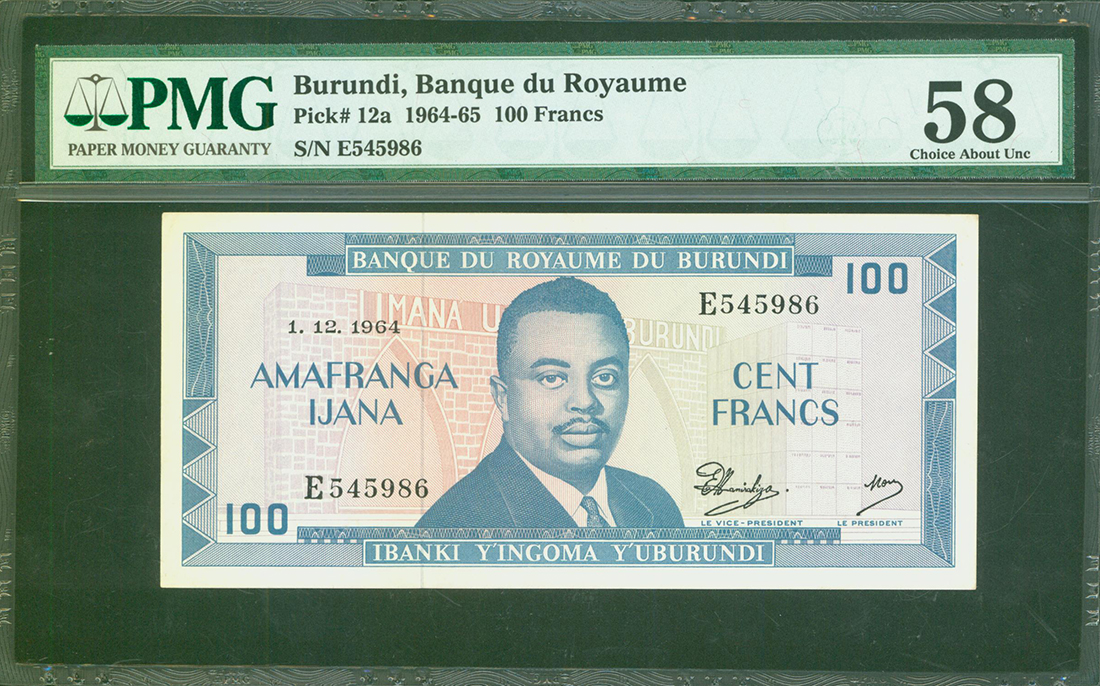 PMG
PAPER MONEY GUARANTY
Burundi, Banque du Royaume
Pick# 12a 1964-65 100 Francs
S/N E545986
58
Choice About Unc
BANQUE DU ROYAUME DU BURUNDI
100
E545986
IMANA U BURUNDI
1. 12. 1964
AMAFRANGA
IJANA
CENT
FRANCS
E545986
100
LE VICE-PRESIDENT
LE PRESIDENT
IBANKI Y'INGOMA Y'UBURUNDI